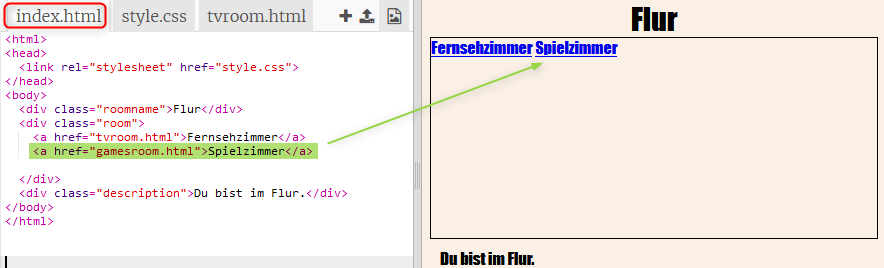 index.html style.css tvroom.html
<html>
<head>
<link rel="stylesheet" href="style.css">
</head>
<body>
<div class="roomname">Flur</div>
<div class="room">
<a href="tvroom.html">Fernsehzimmer</a>
<a href="gamesroom.html">Spielzimmer</a>
</div>
<div class="description">Du bist im Flur.</div>
</body>
</html>
Flur
Fernsehzimmer Spielzimmer
Du bist im Flur.